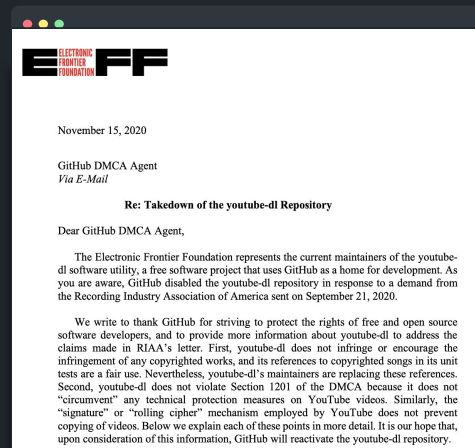 ELECTRONIC
FRONTIER
FOUNDATION
EFF
November 15, 2020
GitHub DMCA Agent
Via E-Mail
Re: Takedown of the youtube-dl Repository
Dear GitHub DMCA Agent,
The Electronic Frontier Foundation represents the current maintainers of the youtube-
dl software utility, a free software project that uses GitHub as a home for development. As
you are aware, GitHub disabled the youtube-dl repository in response to a demand from
the Recording Industry Association of America sent on September 21, 2020.
We write to thank GitHub for striving to protect the rights of free and open source
software developers, and to provide more information about youtube-dl to address the
claims made in RIAA's letter. First, youtube-dl does not infringe or encourage the
infringement of any copyrighted works, and its references to copyrighted songs in its unit
tests are a fair use. Nevertheless, youtube-dl's maintainers are replacing these references.
Second, youtube-dl does not violate Section 1201 of the DMCA because it does not
"circumvent" any technical protection measures on YouTube videos. Similarly, the
"signature" or "rolling cipher" mechanism employed by YouTube does not prevent
copying of videos. Below we explain each of these points in more detail. It is our hope that,
upon consideration of this information, GitHub will reactivate the youtube-dl repository.